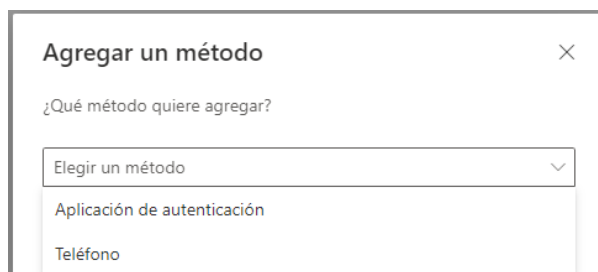 Agregar un método
¿Qué método quiere agregar?
Elegir un método
Aplicación de autenticación
Teléfono